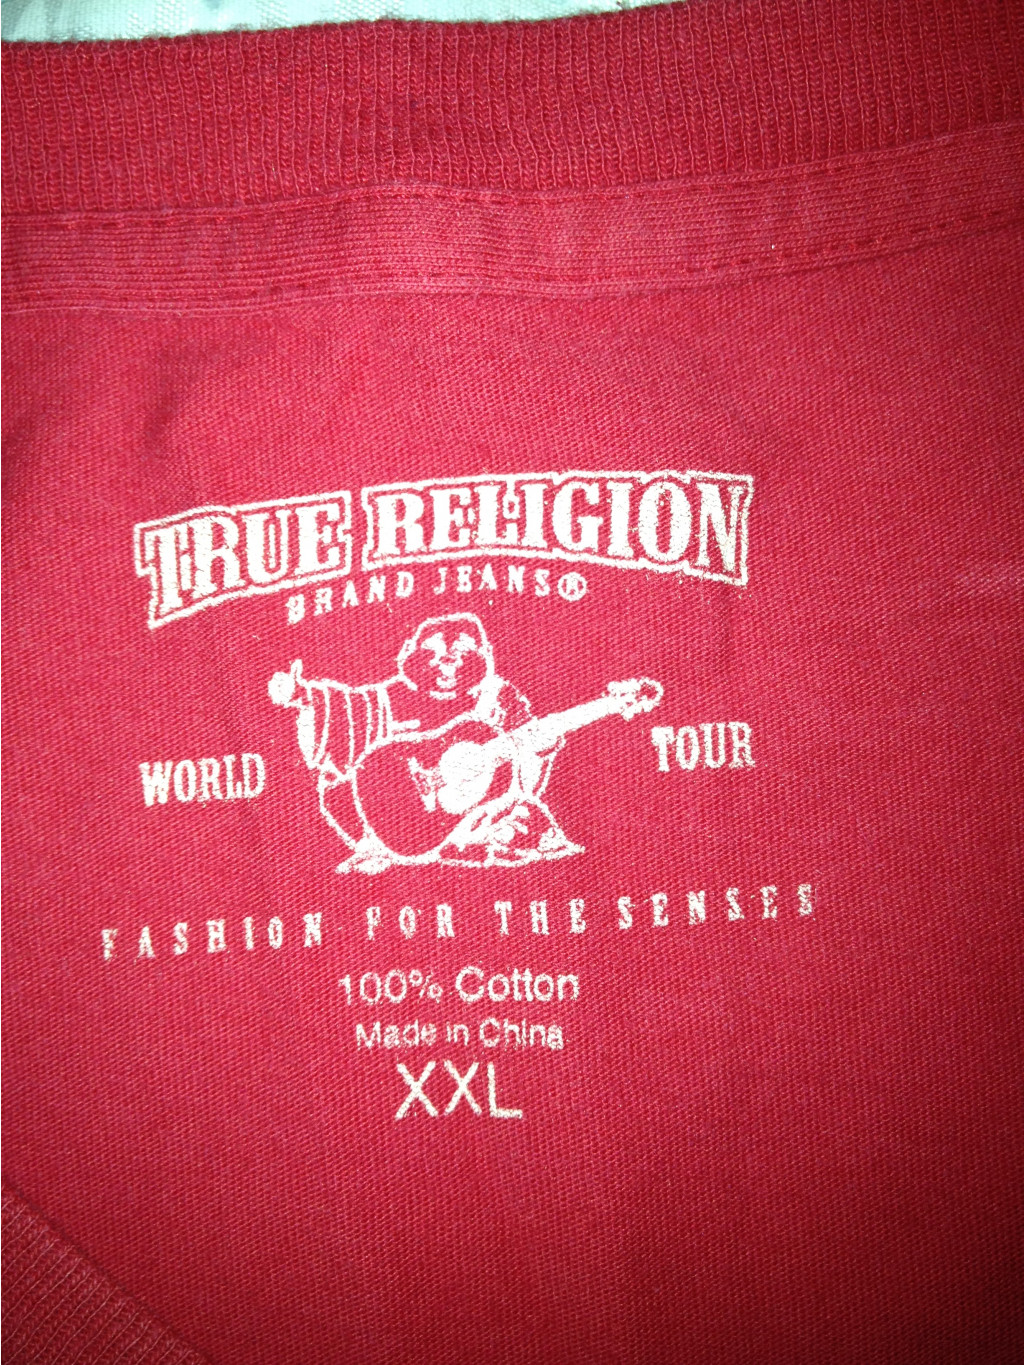 TRUE RELIGION
BRAND JEANS®
WORLD TOUR
FASHION FOR THE SENSES
100% Cotton
Made in China
XXL